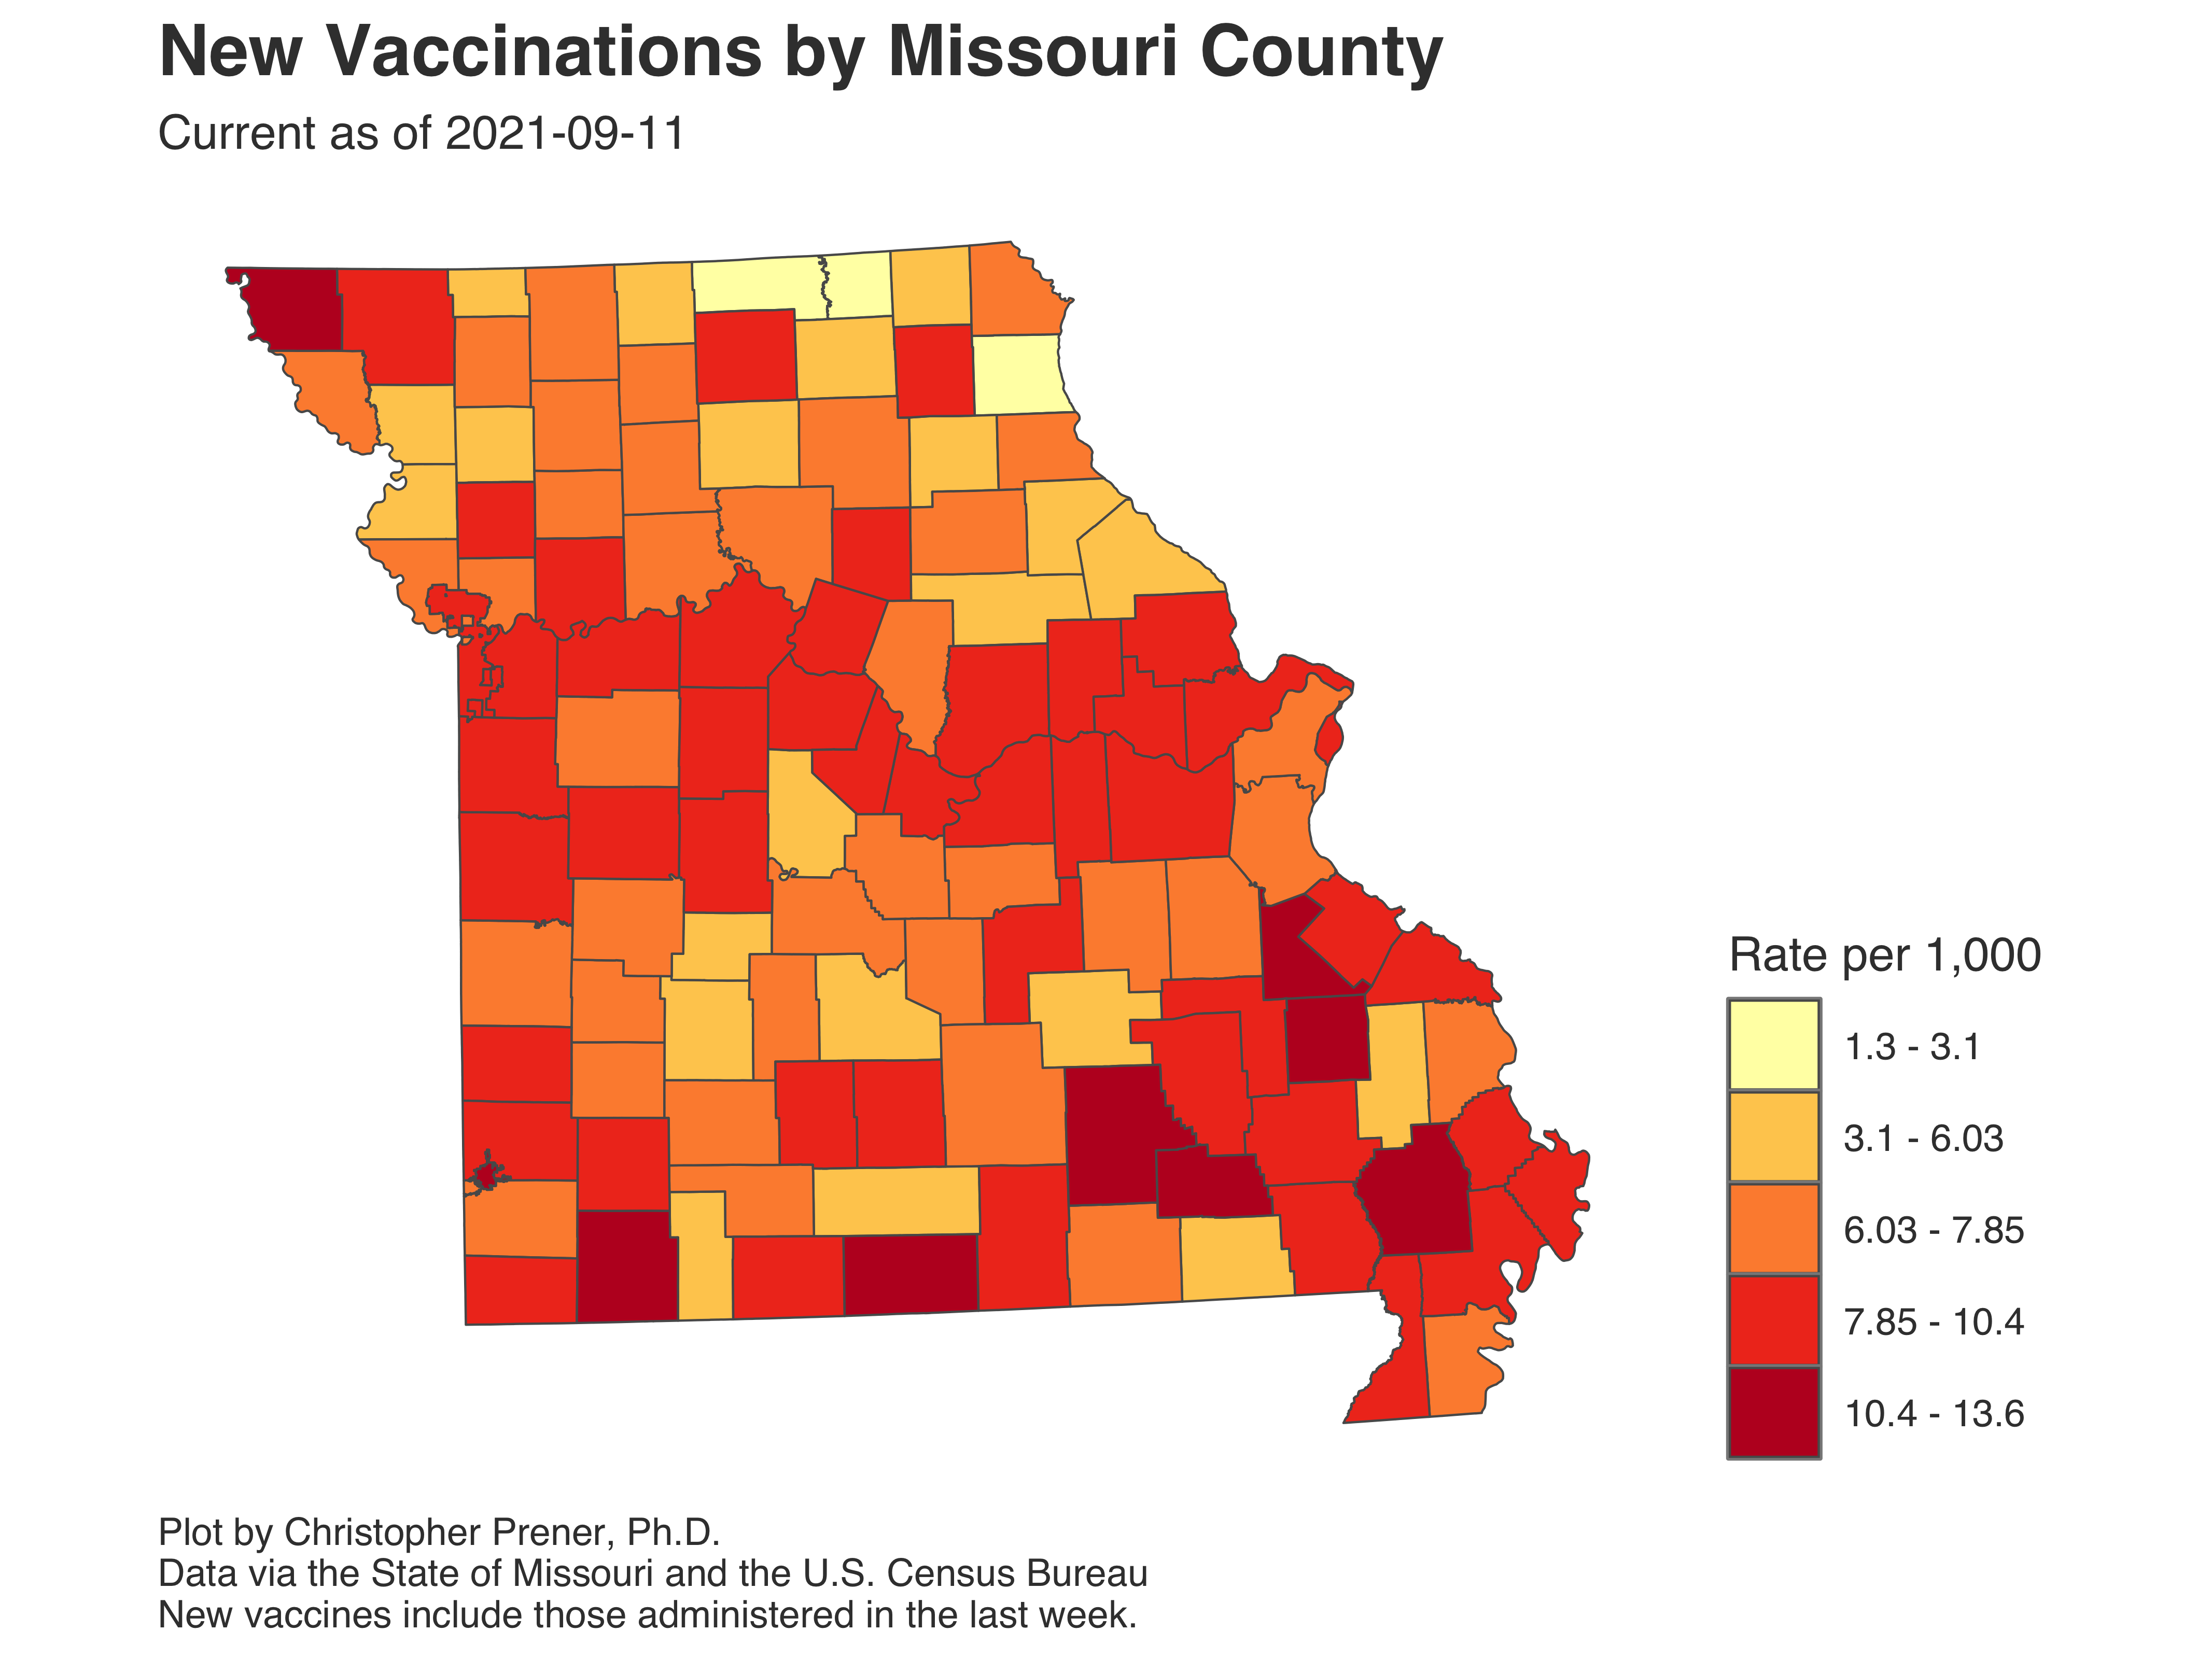 New Vaccinations by Missouri County
Current as of 2021-09-11
Rate per 1,000
1.3 - 3.1
3.1 - 6.03
6.03 - 7.85
7.85 - 10.4
10.4 - 13.6
Plot by Christopher Prener, Ph.D.
Data via the State of Missouri and the U.S. Census Bureau
New vaccines include those administered in the last week.